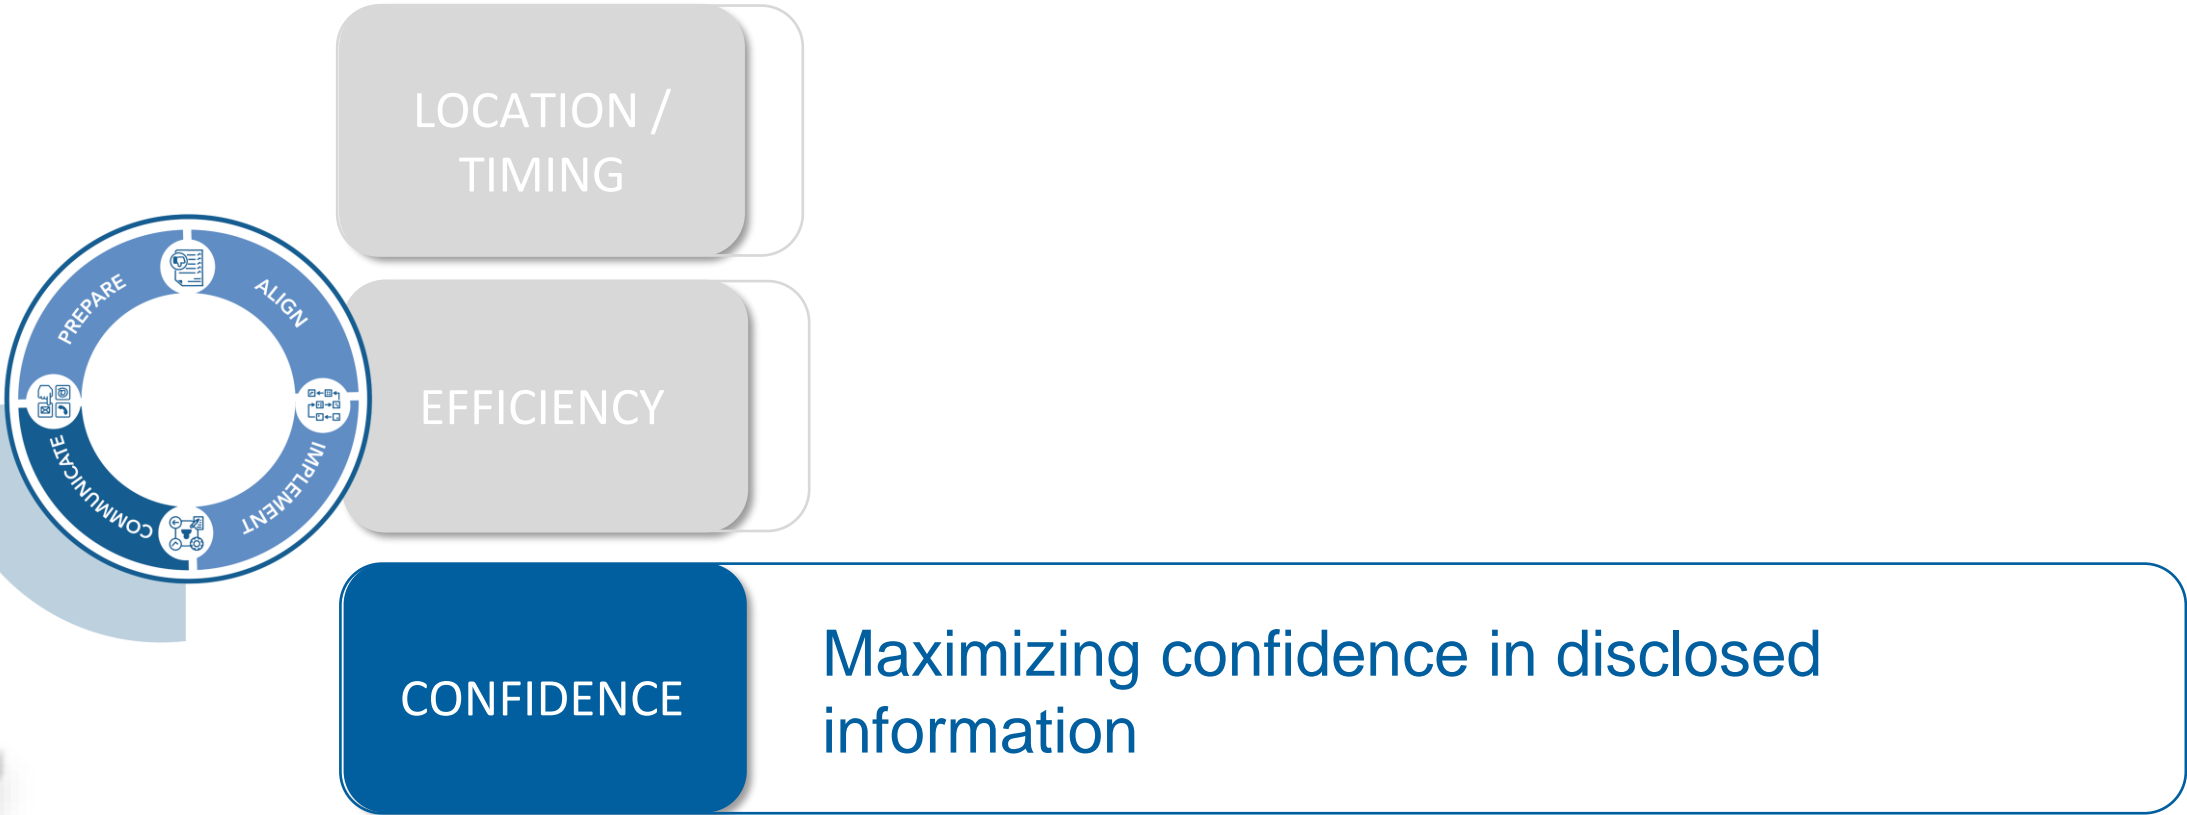 LOCATION /
TIMING
PREPARE
ALIGN
IMPLEMENT
COMMUNICATE
EFFICIENCY
CONFIDENCE
Maximizing confidence in disclosed
information